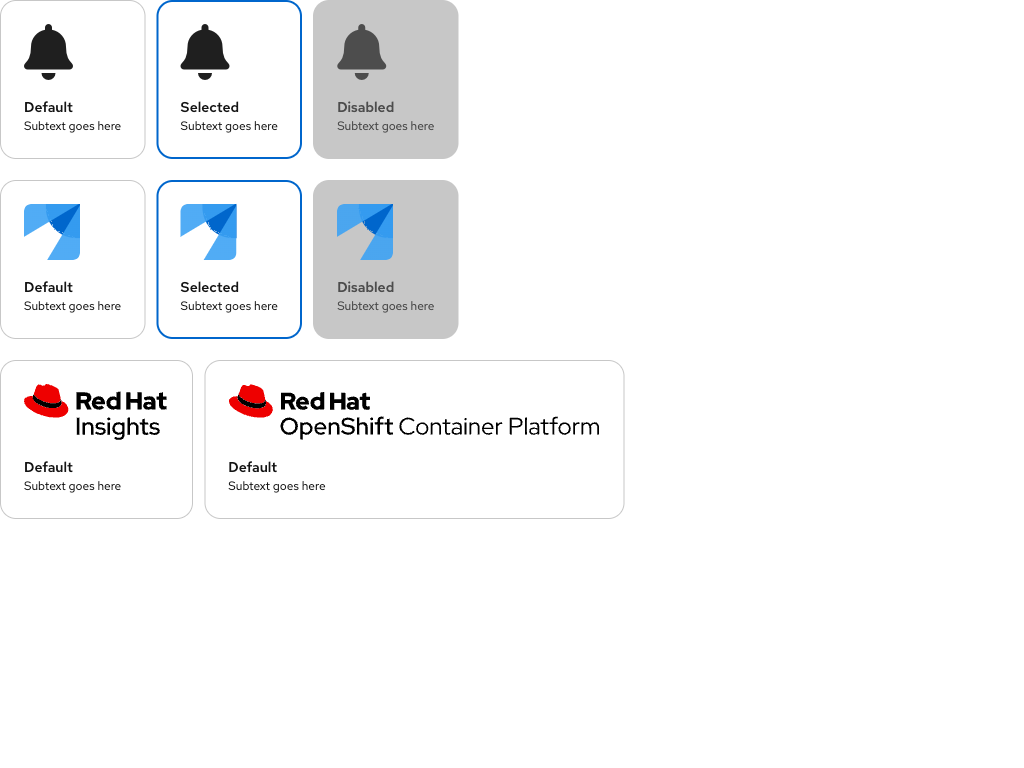 Default
Subtext goes here
Selected
Subtext goes here
Disabled
Subtext goes here
Default
Subtext goes here
Selected
Subtext goes here
Disabled
Subtext goes here
Red Hat
Insights
Default
Subtext goes here
Red Hat
OpenShift Container Platform
Default
Subtext goes here